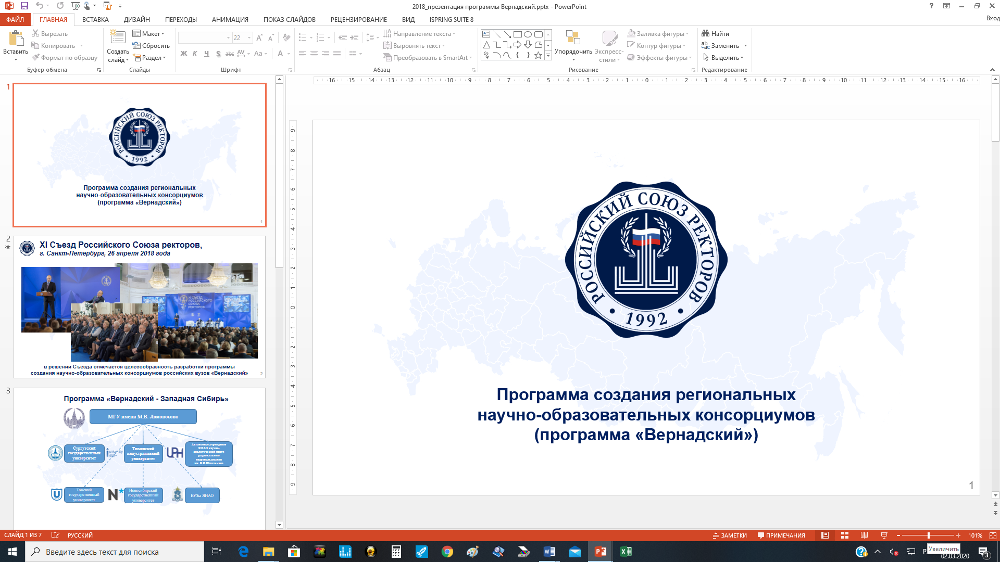 2018_презентация программы Вернадский.pptx - PowerPoint
Вход
ФАЙЛ ГЛАВНАЯ ВСТАВКА ДИЗАЙН ПЕРЕХОДЫ АНИМАЦИЯ ПОКАЗ СЛАЙДОВ РЕЦЕНЗИРОВАНИЕ ВИД ISPRING SUITE 8
Вставить
Вырезать
Копировать
Формат по образцу
Буфер обмена
Создать
слайд
Макет
Сбросить
Раздел
Слайды
22
Ж К Ч S abc AV Aa A
Шрифт
Направление текста
Выровнять текст
Преобразовать в SmartArt
Абзац
Упорядочить
Экспресс-
стили
Заливка фигуры
Контур фигуры
Эффекты фигуры
Рисование
Найти
Заменить
Выделить
Редактирование
1
РОССИЙСКИЙ СОЮЗ РЕКТОРОВ
1992
Программа создания региональных
научно-образовательных консорциумов
(программа «Вернадский»)
1
2
XI Съезд Российского Союза ректоров,
г. Санкт-Петербург, 26 апреля 2018 года
XI СЪЕЗД
РОССИЙСКОГО
СОЮЗА
РЕКТОРОВ
в решении Съезда отмечается целесообразность разработки программы
создания научно-образовательных консорциумов российских вузов «Вернадский»
2
3
Программа «Вернадский - Западная Сибирь»
МГУ имени М.В. Ломоносова
Сургутский
государственный
университет
Тюменский
индустриальный
университет
Автономное учреждение
ХМАО научно-
аналитический центр
рационального
недропользования
им. В.И.Шпильмана
Томский
государственный
университет
N*
Новосибирский
государственный
университет
ВУЗы ЯНАО
16 15 14 13 12 11 10 9 8 7 6 5 4 3 2 1 0 1 2 3 4 5 6 7 8 9 10 11 12 13 14 15 16
9 8 7 6 5 4 3 2 1 0 1 2 3 4 5 6 7 8 9
РОССИЙСКИЙ СОЮЗ РЕКТОРОВ
1992
Программа создания региональных
научно-образовательных консорциумов
(программа «Вернадский»)
1
СЛАЙД 1 ИЗ 7 РУССКИЙ ЗАМЕТКИ ПРИМЕЧАНИЯ 101%
Введите здесь текст для поиска
Увеличить
02.03.2020
3